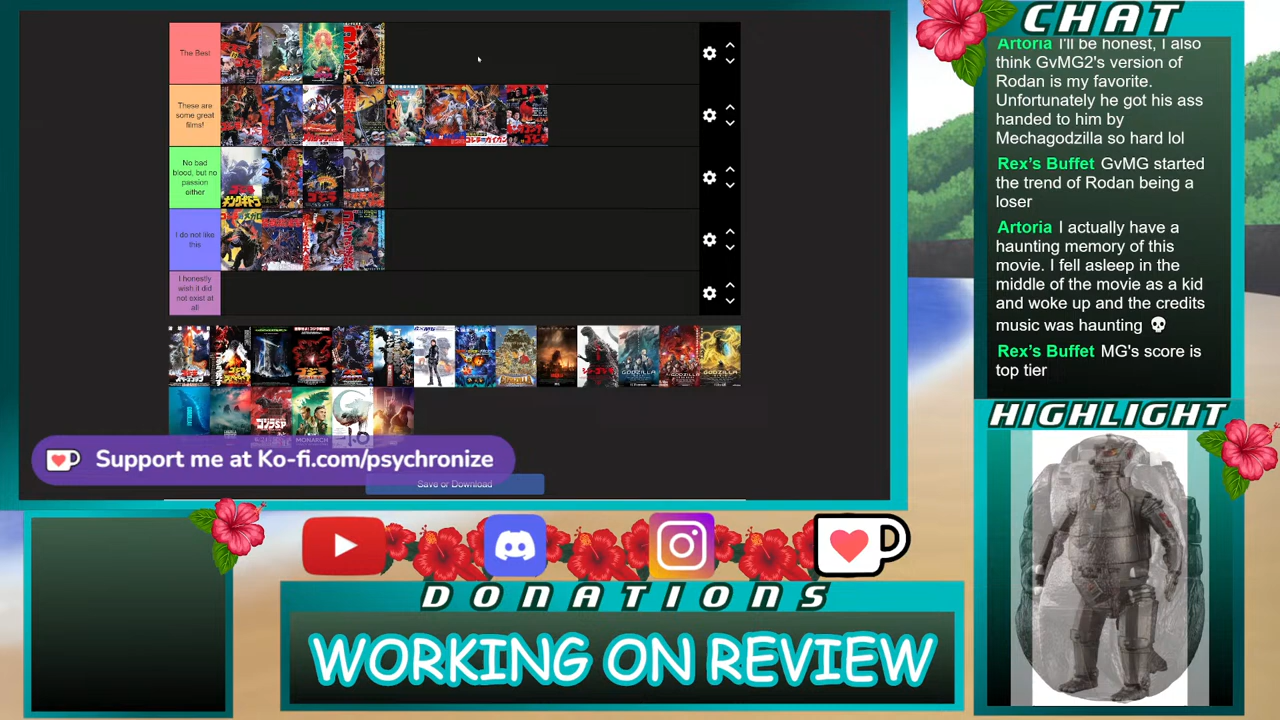 The Best
These are
some great
films!
No bad
blood, but no
passion
either
I do not like
this
I honestly
wish it did
not exist at
all
MONARCH
Support me at Ko-fi.com/psychronize
Save or Download
CHAT
Artoria I'll be honest, I also
think GvMG2's version of
Rodan is my favorite.
Unfortunately he got his ass
handed to him by
Mechagodzilla so hard lol
Rex's Buffet GvMG started
the trend of Rodan being a
loser
Artoria I actually have a
haunting memory of this
movie. I fell asleep in the
middle of the movie as a kid
and woke up and the credits
music was haunting 💀
Rex's Buffet MG's score is
top tier
HIGHLIGHT
DONATIONS
WORKING ON REVIEW